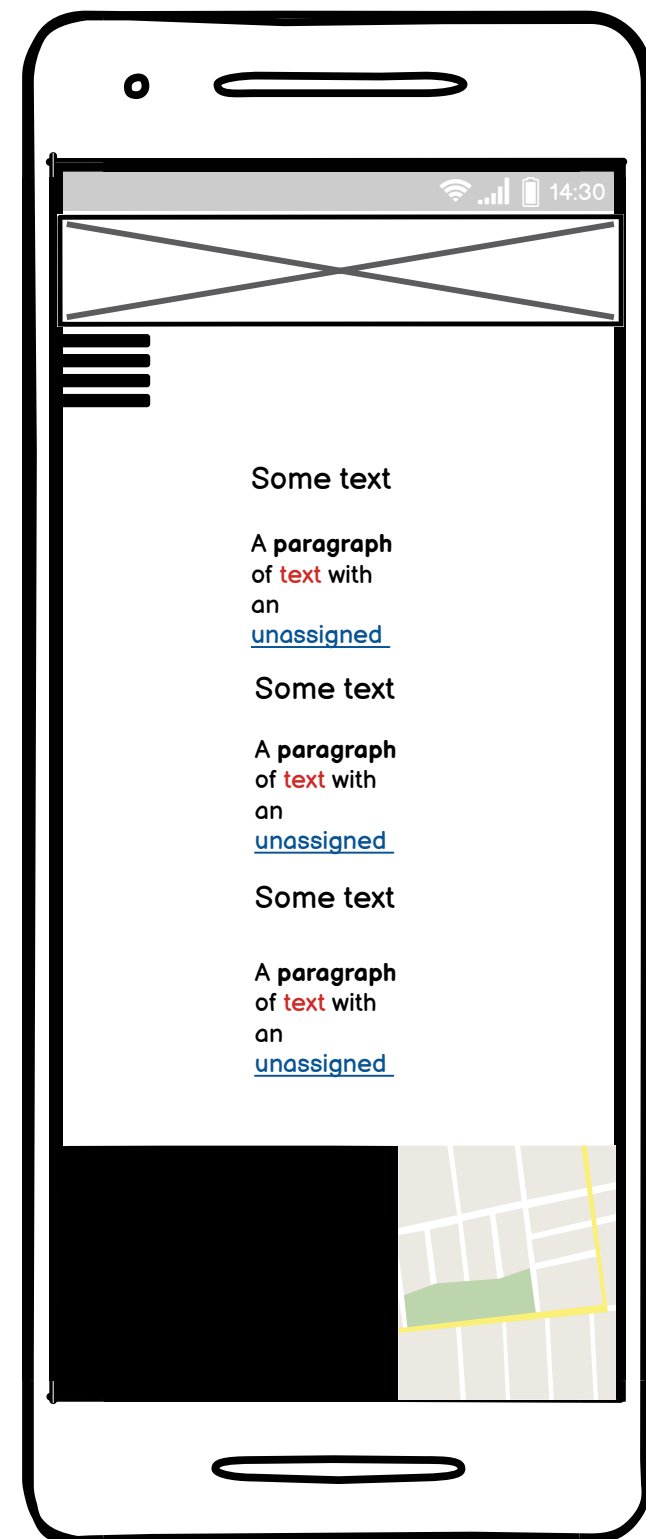 14:30
Some text
A paragraph
of text with
an
unassigned
Some text
A paragraph
of text with
an
unassigned
Some text
A paragraph
of text with
an
unassigned